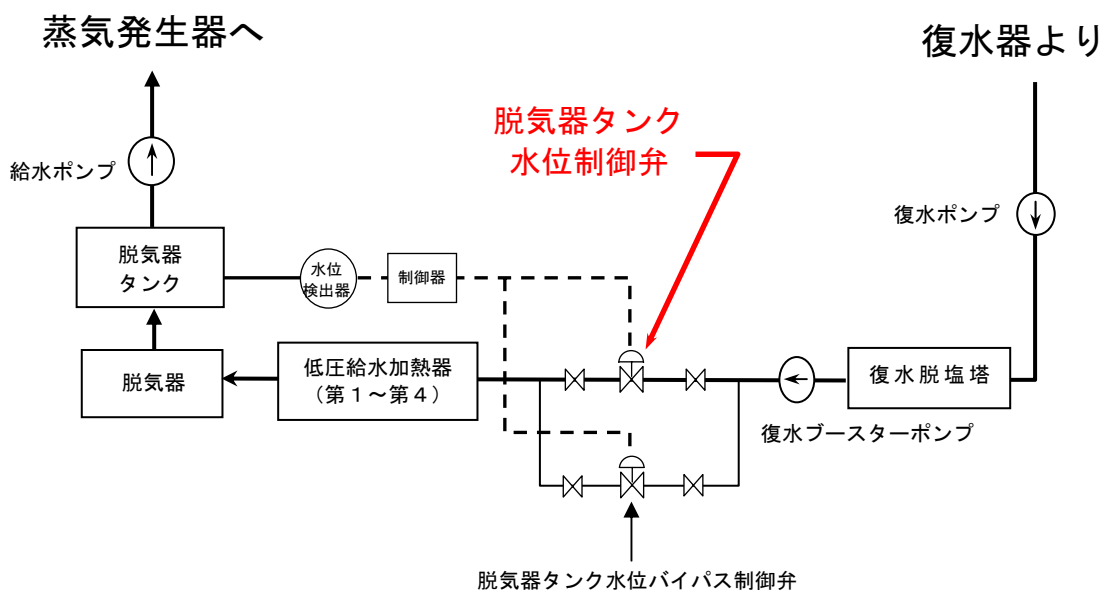 蒸気発生器へ
復水器より
脱気器タンク
水位制御弁
給水ポンプ
復水ポンプ
脱気器
タンク
水位
検出器
制御器
脱気器
低圧給水加熱器
(第1~第4)
復水脱塩塔
復水ブースターポンプ
脱気器タンク水位バイパス制御弁